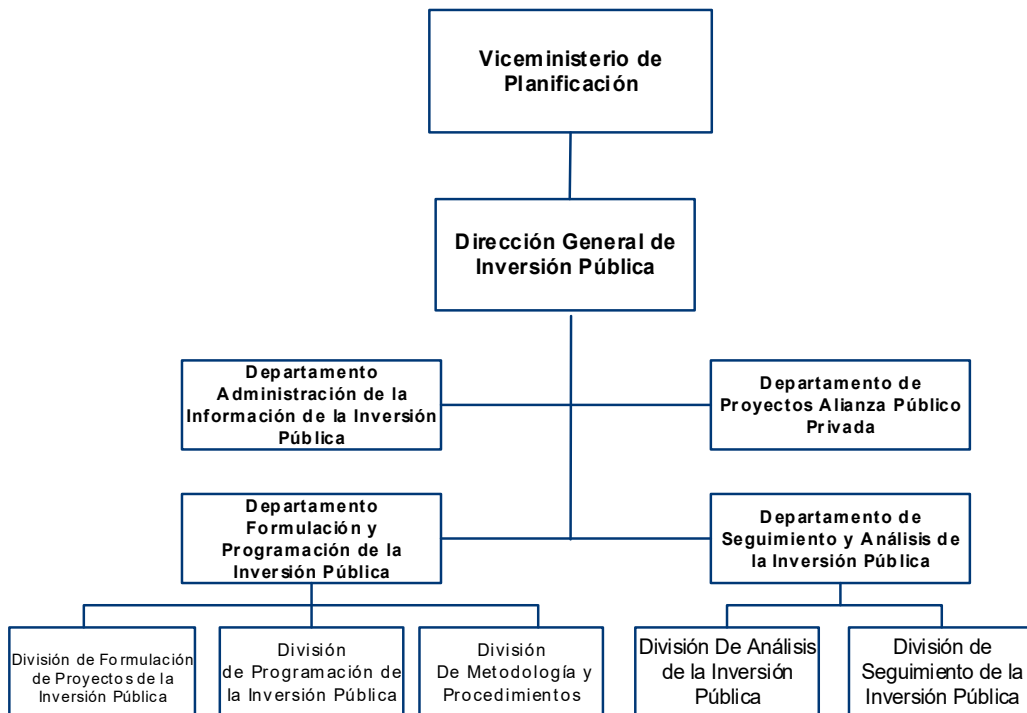 Viceministerio de
Planificación
Dirección General de
Inversión Pública
Departamento
Administración de la
Información de la Inversión
Pública
Departamento de
Proyectos Alianza Público
Privada
Departamento
Formulación y
Programación de la
Inversión Pública
Departamento de
Seguimiento y Análisis de
la Inversión Pública
División de Formulación
de Proyectos de la
Inversión Pública
División
de Programación de
la Inversión Pública
División
De Metodología y
Procedimientos
División De Análisis
de la Inversión
Pública
División de
Seguimiento de la
Inversión Pública